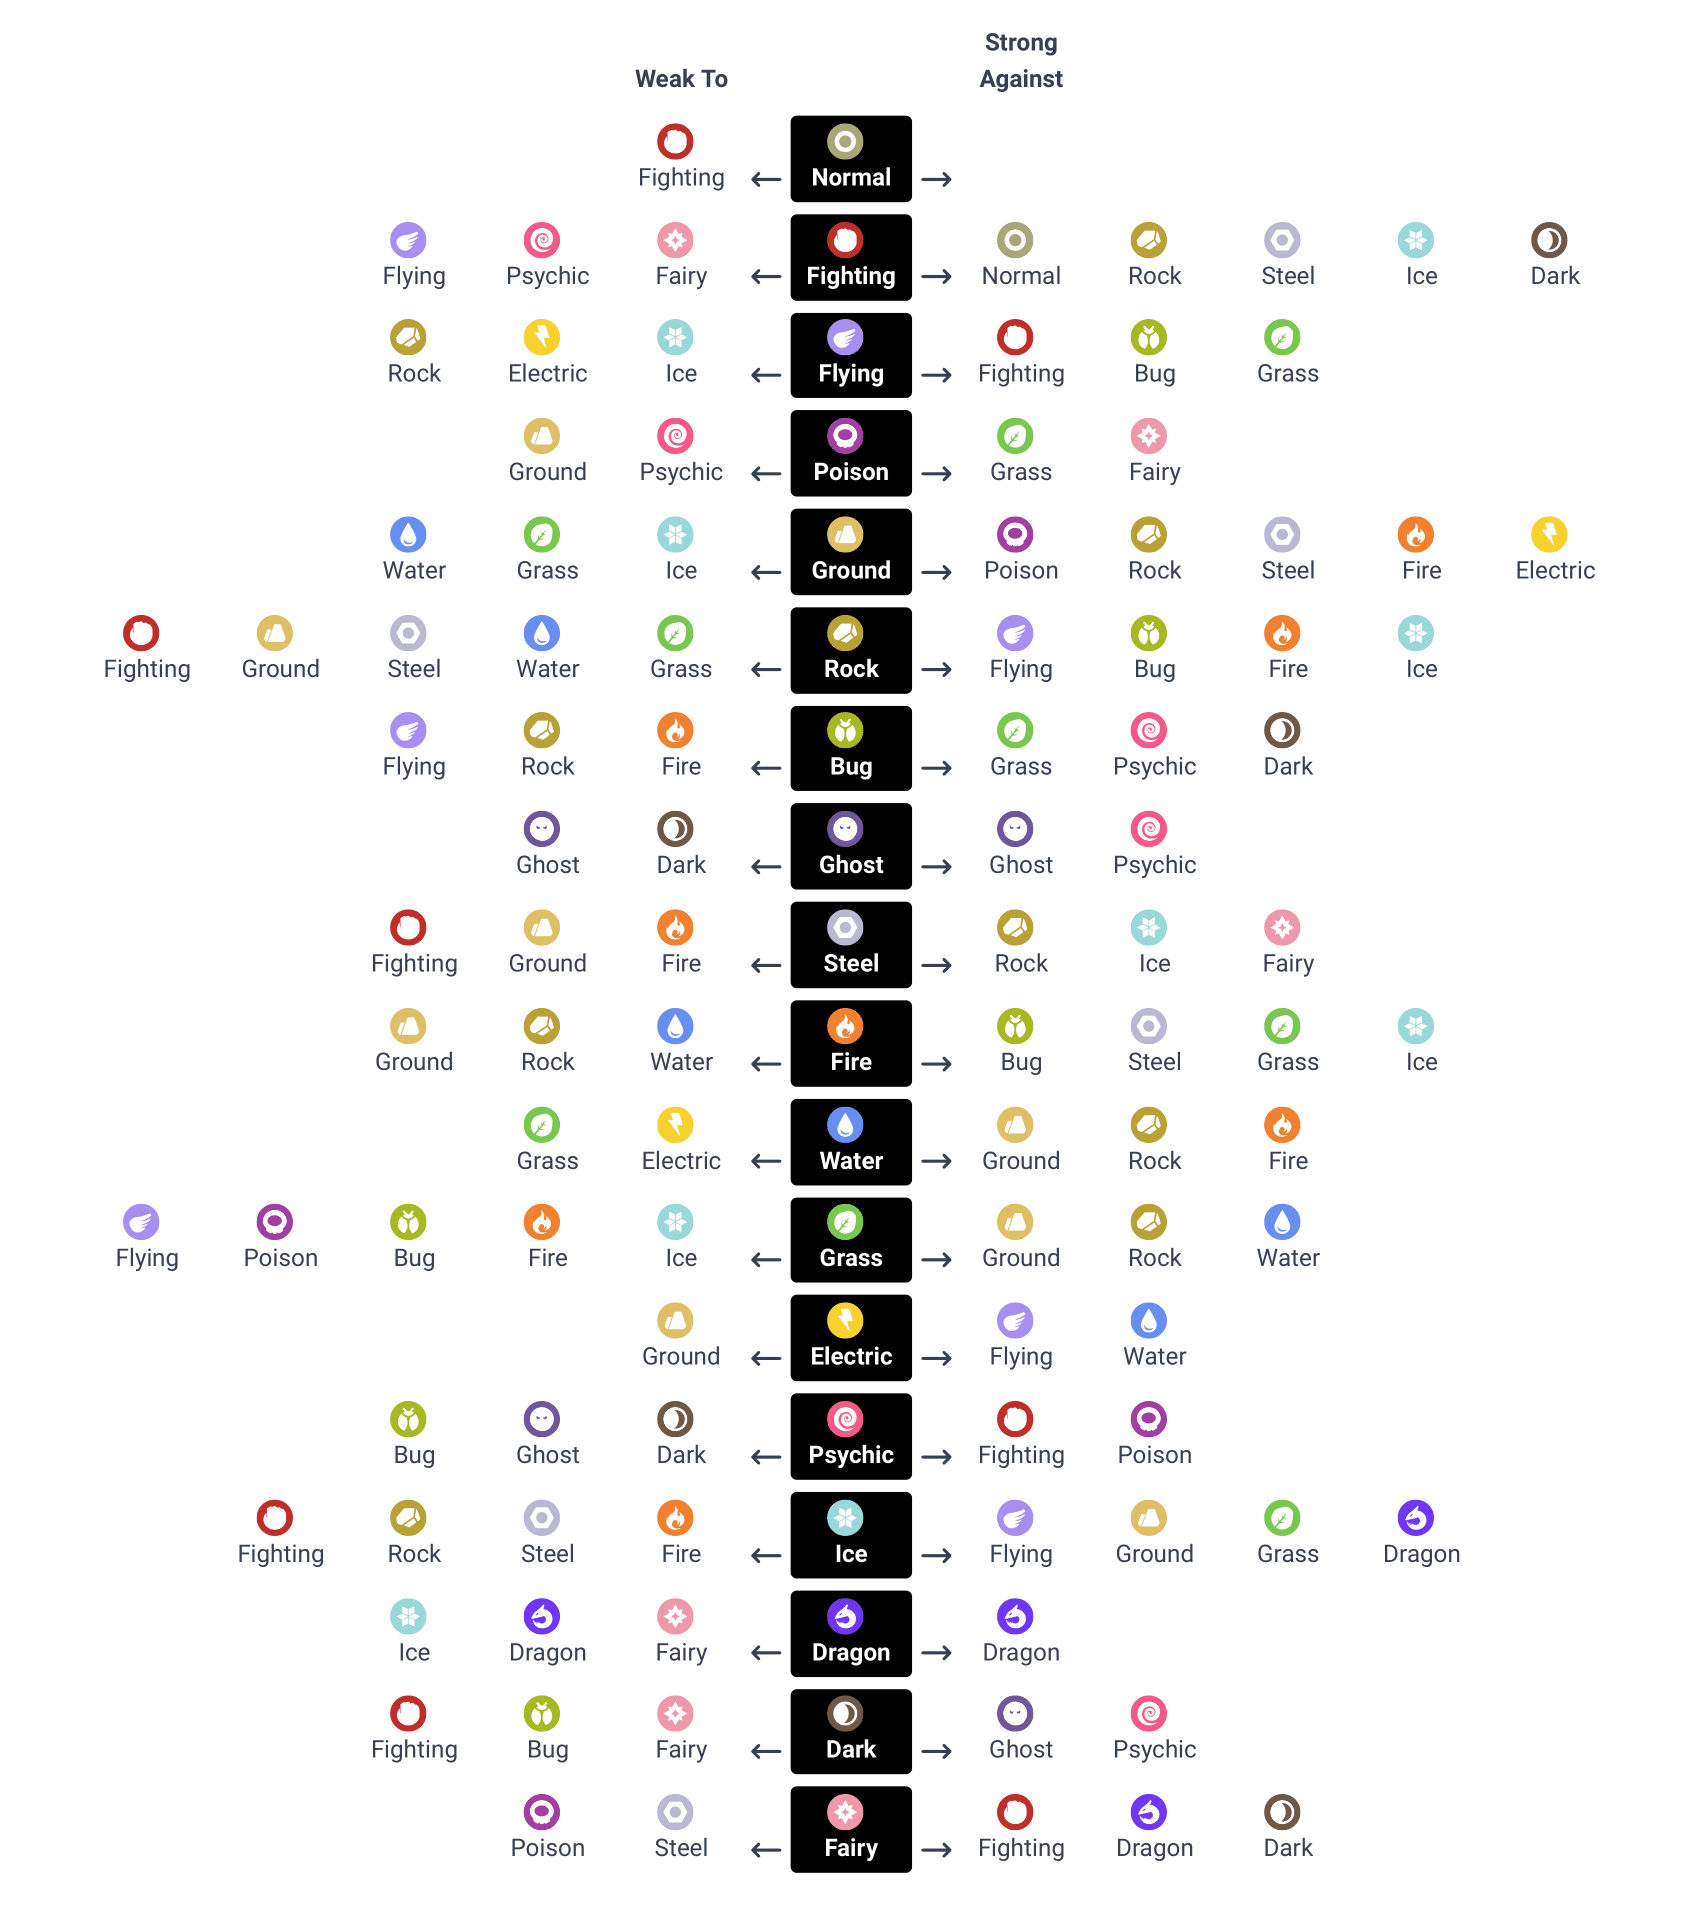 Strong
Weak To Against
Fighting Normal
Flying Psychic Fairy Fighting Normal Rock Steel Ice Dark
Rock Electric Ice Flying Fighting Bug Grass
Ground Psychic Poison Grass Fairy
Water Grass Ice Ground Poison Rock Steel Fire Electric
Fighting Ground Steel Water Grass Rock Flying Bug Fire Ice
Flying Rock Fire Bug Grass Psychic Dark
Ghost Dark Ghost Ghost Psychic
Fighting Ground Fire Steel Rock Ice Fairy
Ground Rock Water Fire Bug Steel Grass Ice
Grass Electric Water Ground Rock Fire
Flying Poison Bug Fire Ice Grass Ground Rock Water
Ground Electric Flying Water
Bug Ghost Dark Psychic Fighting Poison
Fighting Rock Steel Fire Ice Flying Ground Grass Dragon
Ice Dragon Fairy Dragon Dragon
Fighting Bug Fairy Dark Ghost Psychic
Poison Steel Fairy Fighting Dragon Dark